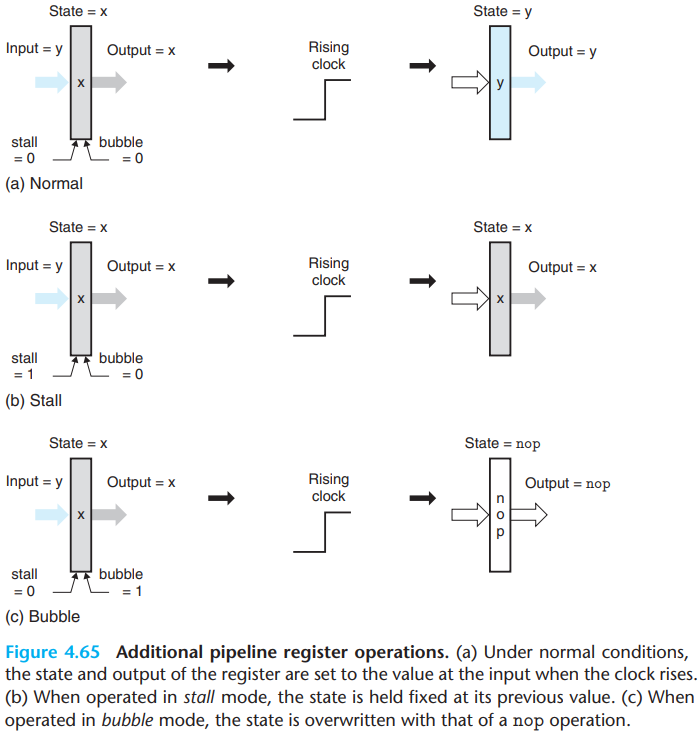 State = x
State = y
Input = y
Output = x
Rising
clock
Output = y
x
y
stall
= 0
bubble
= 0
(a) Normal
State = x
State = x
Input = y
Output = x
Rising
clock
Output = x
x
x
stall
= 1
bubble
= 0
(b) Stall
State = x
State = nop
Input = y
Output = x
Rising
clock
Output = nop
x
n
o
p
stall
= 0
bubble
= 1
(c) Bubble
Figure 4.65 Additional pipeline register operations. (a) Under normal conditions,
the state and output of the register are set to the value at the input when the clock rises.
(b) When operated in stall mode, the state is held fixed at its previous value. (c) When
operated in bubble mode, the state is overwritten with that of a nop operation.